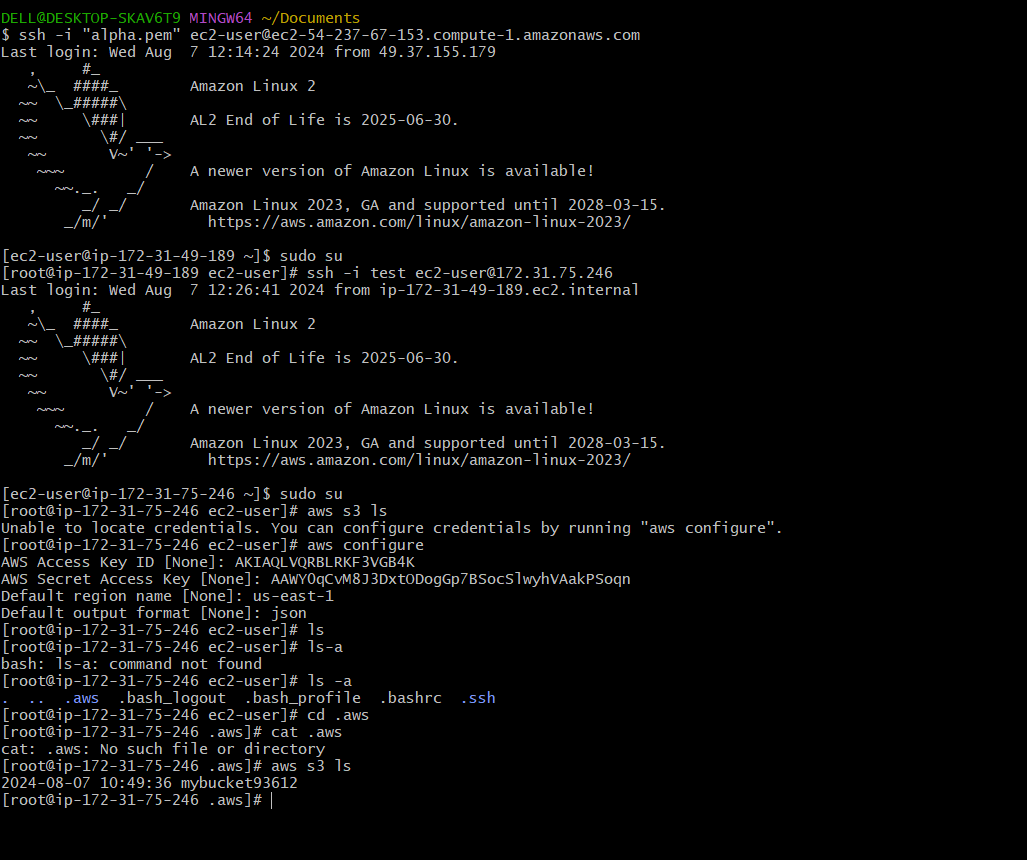 DELL@DESKTOP-SKAV6T9 MINGW64 ~/Documents
$ ssh -i "alpha.pem" ec2-user@ec2-54-237-67-153.compute-1.amazonaws.com
Last login: Wed Aug  7 12:14:24 2024 from 49.37.155.179
   ,     #_
   ~\_  ####_        Amazon Linux 2
  ~~  \_#####\
  ~~     \###|       AL2 End of Life is 2025-06-30.
  ~~       \#/ ___
   ~~       V~' '->
    ~~~         /    A newer version of Amazon Linux is available!
      ~~._.   _/
         _/ _/       Amazon Linux 2023, GA and supported until 2028-03-15.
       _/m/'           https://aws.amazon.com/linux/amazon-linux-2023/
[ec2-user@ip-172-31-49-189 ~]$ sudo su
[root@ip-172-31-49-189 ec2-user]# ssh -i test ec2-user@172.31.75.246
Last login: Wed Aug  7 12:26:41 2024 from ip-172-31-49-189.ec2.internal
   ,     #_
   ~\_  ####_        Amazon Linux 2
  ~~  \_#####\
  ~~     \###|       AL2 End of Life is 2025-06-30.
  ~~       \#/ ___
   ~~       V~' '->
    ~~~         /    A newer version of Amazon Linux is available!
      ~~._.   _/
         _/ _/       Amazon Linux 2023, GA and supported until 2028-03-15.
       _/m/'           https://aws.amazon.com/linux/amazon-linux-2023/
[ec2-user@ip-172-31-75-246 ~]$ sudo su
[root@ip-172-31-75-246 ec2-user]# aws s3 ls
Unable to locate credentials. You can configure credentials by running "aws configure".
[root@ip-172-31-75-246 ec2-user]# aws configure
AWS Access Key ID [None]: AKIAQLVQRBLRKF3VGB4K
AWS Secret Access Key [None]: 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
Default region name [None]: us-east-1
Default output format [None]: json
[root@ip-172-31-75-246 ec2-user]# ls
[root@ip-172-31-75-246 ec2-user]# ls-a
bash: ls-a: command not found
[root@ip-172-31-75-246 ec2-user]# ls -a
.  ..  .aws  .bash_logout  .bash_profile  .bashrc  .ssh
[root@ip-172-31-75-246 ec2-user]# cd .aws
[root@ip-172-31-75-246 .aws]# cat .aws
cat: .aws: No such file or directory
[root@ip-172-31-75-246 .aws]# aws s3 ls
2024-08-07 10:49:36 mybucket93612
[root@ip-172-31-75-246 .aws]#